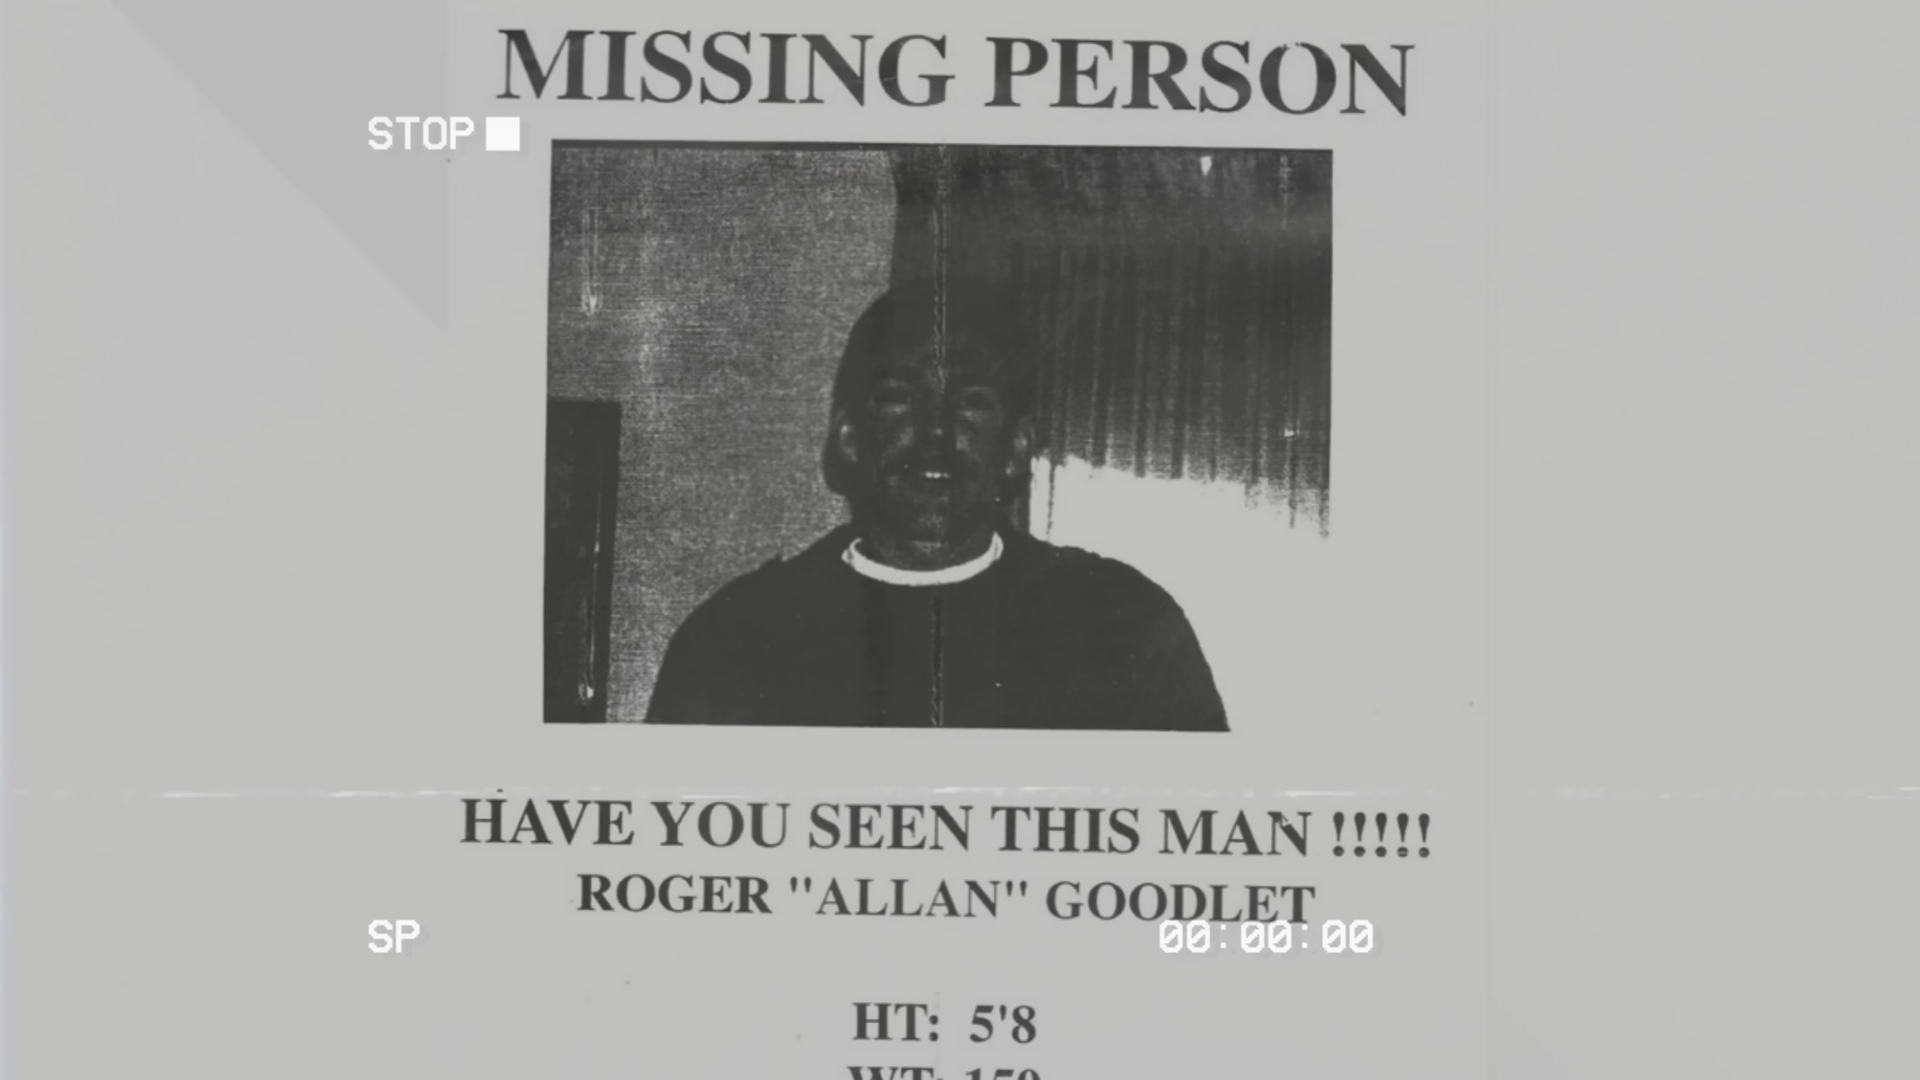 MISSING PERSON
STOP
HAVE YOU SEEN THIS MAN !!!!!
ROGER "ALLAN" GOODLET
SP
00:00:00
HT: 5'8